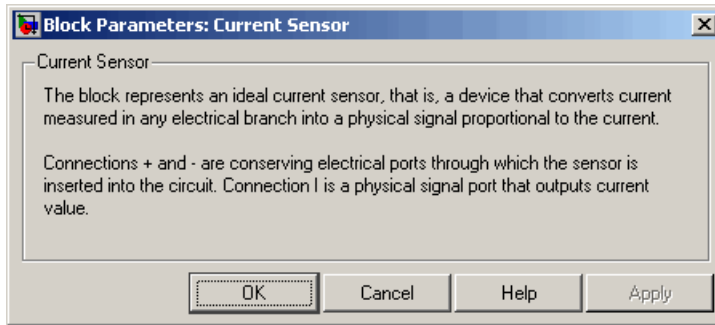 Block Parameters: Current Sensor
Current Sensor
The block represents an ideal current sensor, that is, a device that converts current
measured in any electrical branch into a physical signal proportional to the current.
Connections + and - are conserving electrical ports through which the sensor is
inserted into the circuit. Connection I is a physical signal port that outputs current
value.
OK Cancel Help Apply